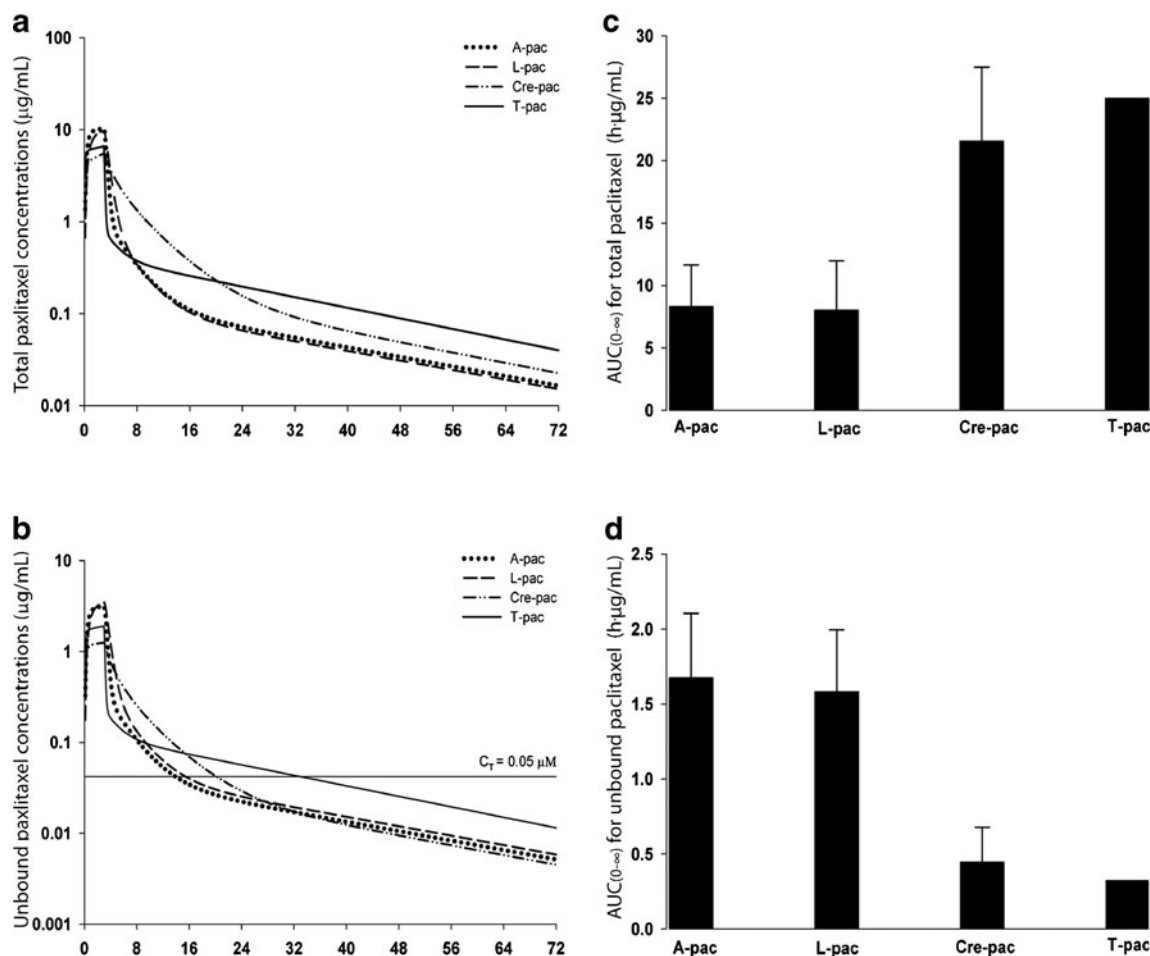 a
Total paxlitaxel concentrations (µg/mL)
100
10
1
0.1
0.01
0 8 16 24 32 40 48 56 64 72
A-pac
L-pac
Cre-pac
T-pac
c
AUC(0-∞) for total paclitaxel (h·µg/mL)
30
25
20
15
10
5
0
A-pac L-pac Cre-pac T-pac
b
Unbound paxlitaxel concentrations (µg/mL)
10
1
0.1
0.01
0.001
0 8 16 24 32 40 48 56 64 72
A-pac
L-pac
Cre-pac
T-pac
CT = 0.05 µM
d
AUC(0-∞) for unbound paclitaxel (h·µg/mL)
2.5
2.0
1.5
1.0
0.5
0.0
A-pac L-pac Cre-pac T-pac